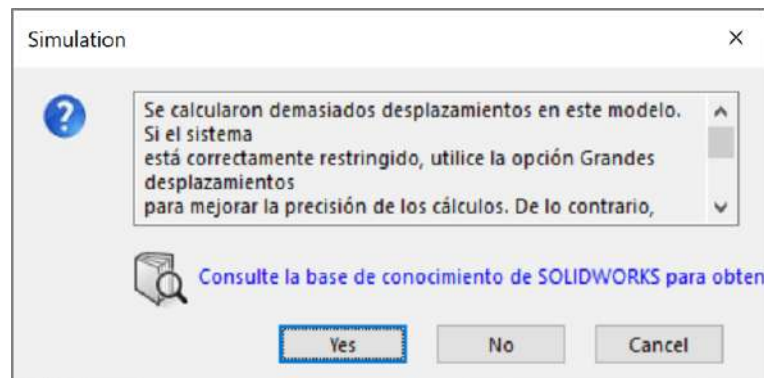 Simulation
Se calcularon demasiados desplazamientos en este modelo.
Si el sistema
está correctamente restringido, utilice la opción Grandes
desplazamientos
para mejorar la precisión de los cálculos. De lo contrario,
Consulte la base de conocimiento de SOLIDWORKS para obten
Yes
No
Cancel